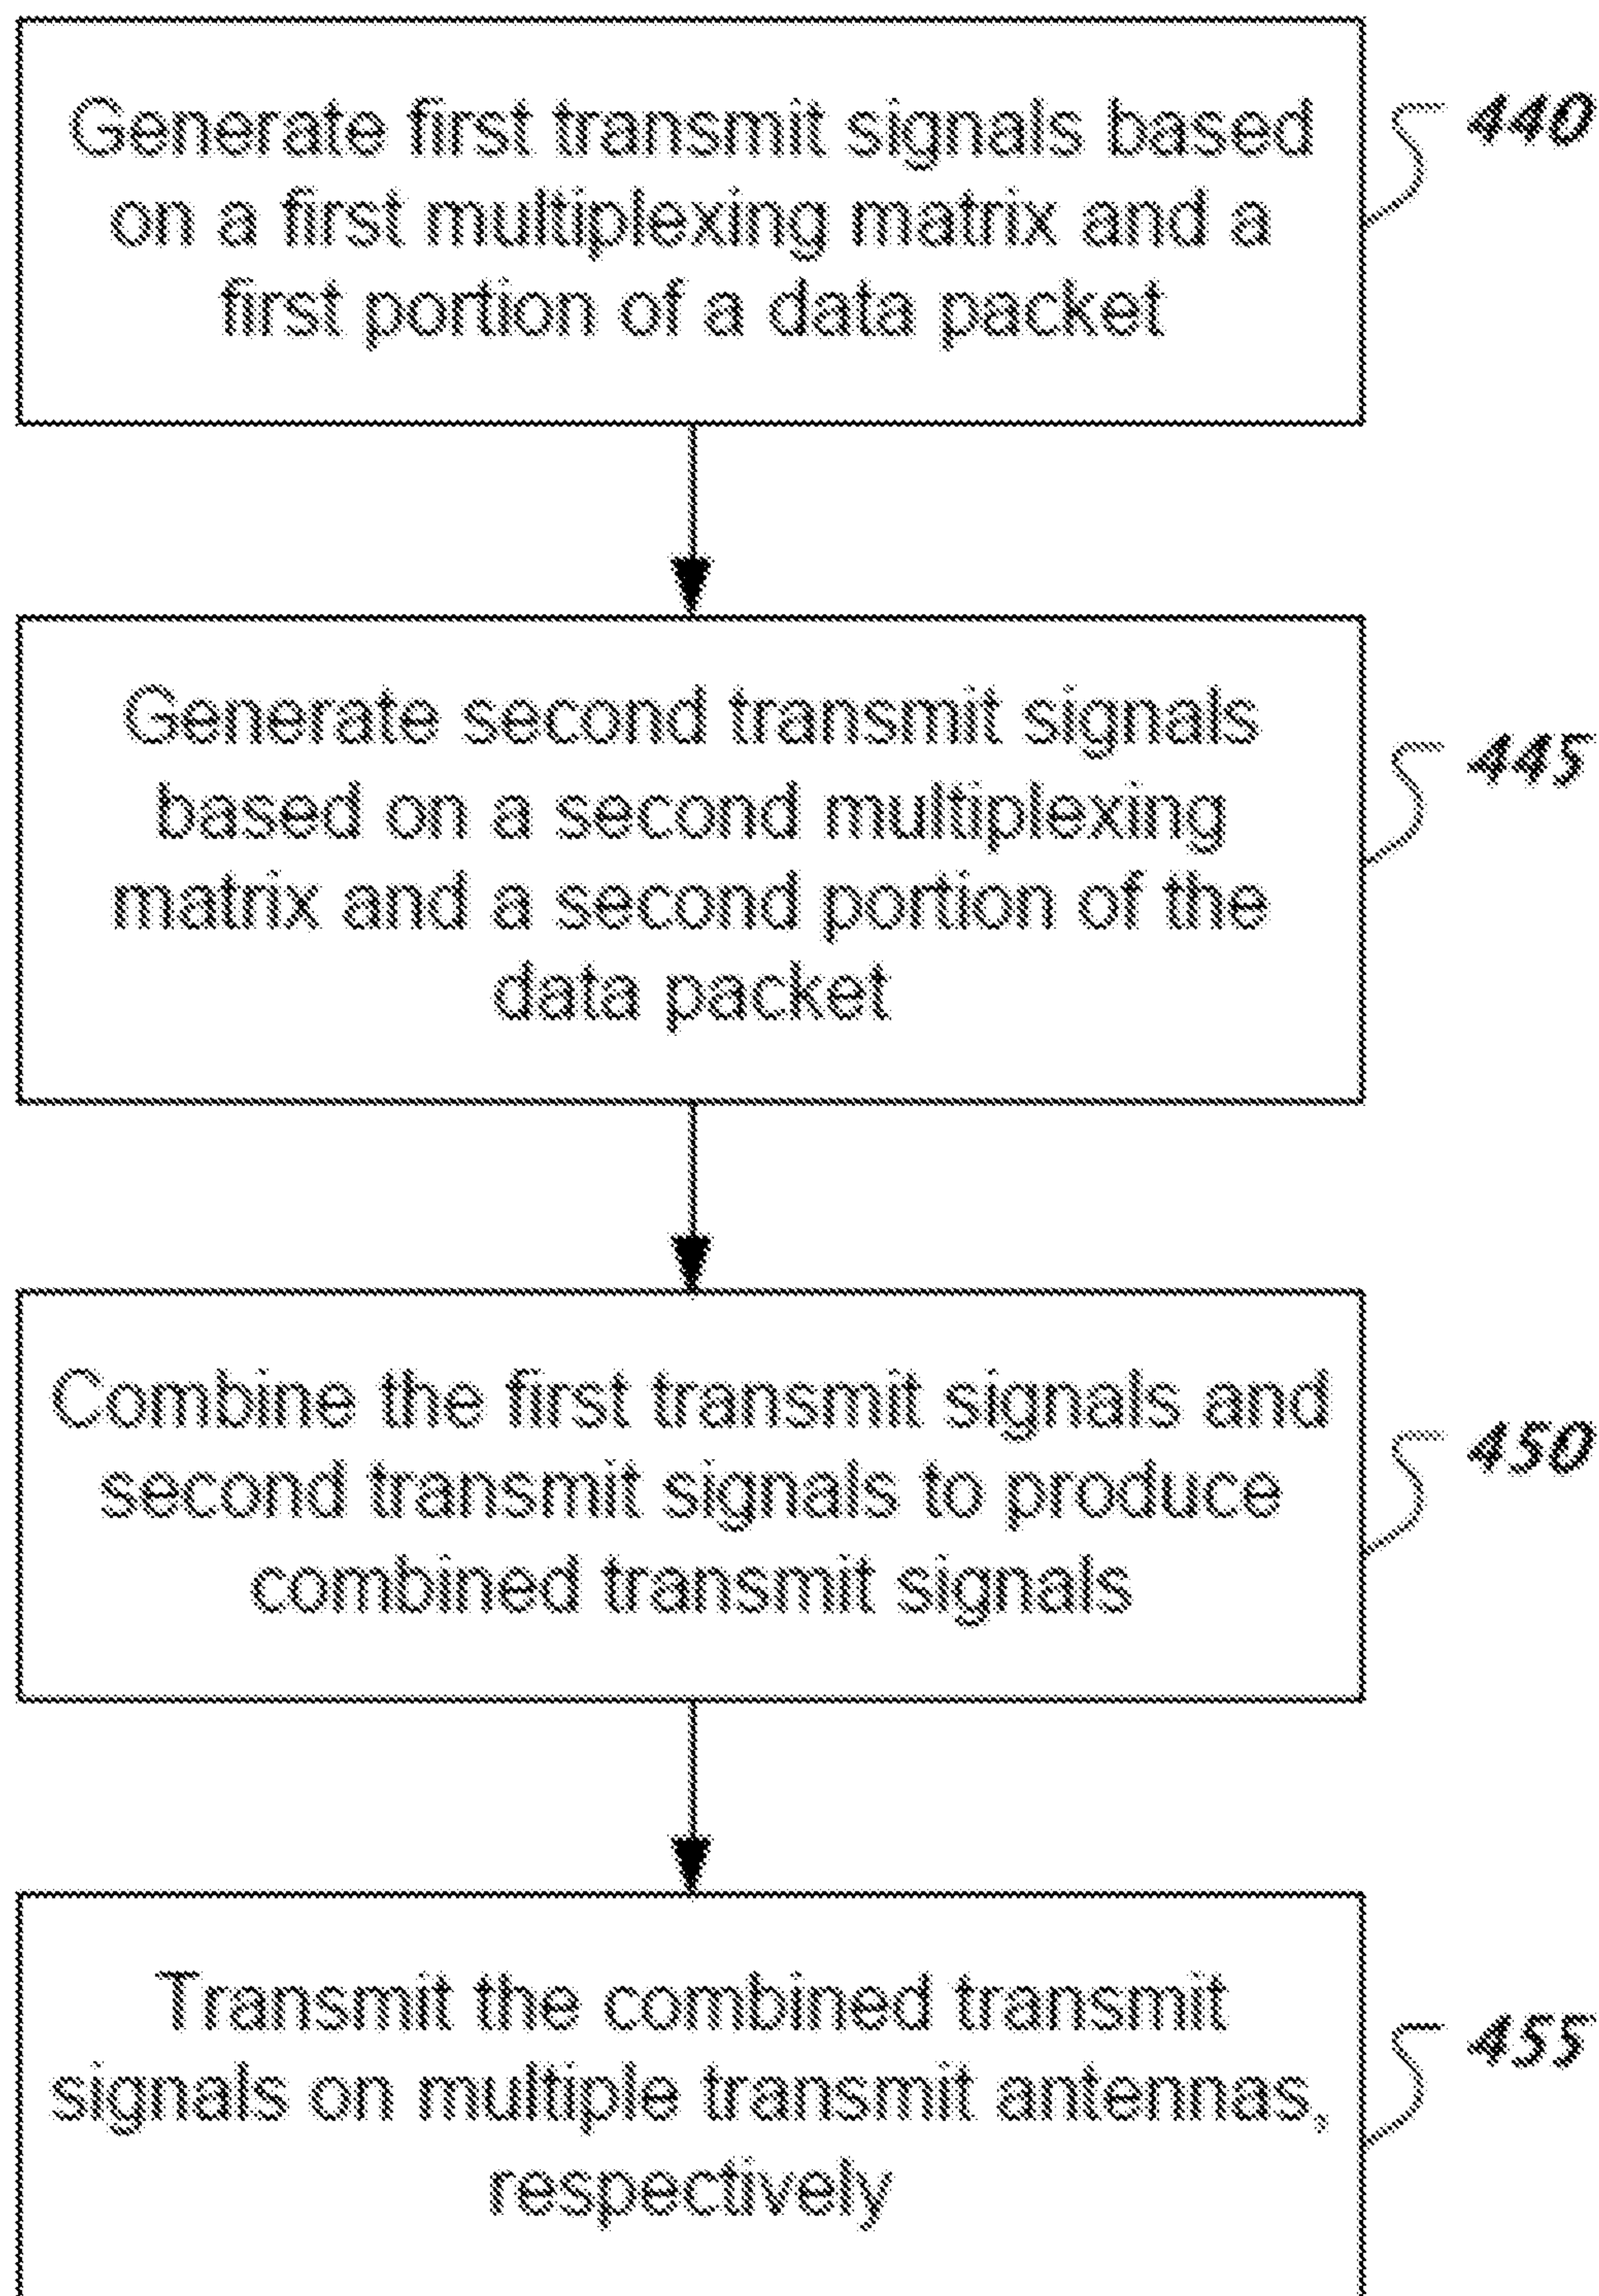 Generate first transmit signals based
on a first multiplexing matrix and a
first portion of a data packet
440
Generate second transmit signals
based on a second multiplexing
matrix and a second portion of the
data packet
445
Combine the first transmit signals and
second transmit signals to produce
combined transmit signals
450
Transmit the combined transmit
signals on multiple transmit antennas,
respectively
455